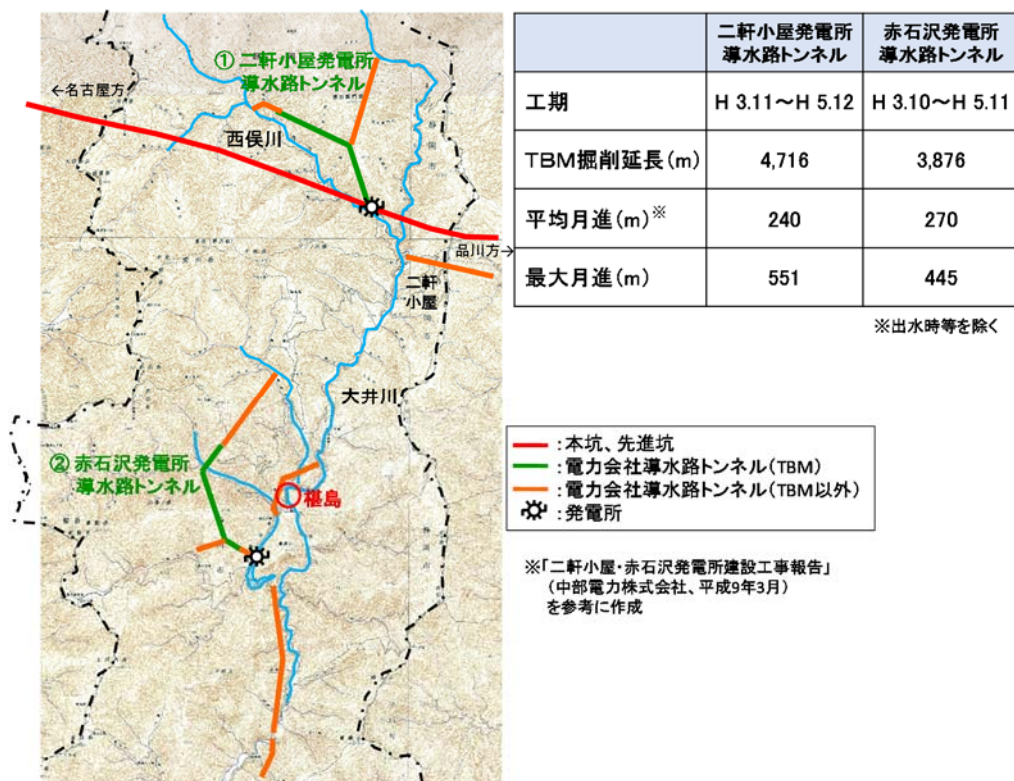 ① 二軒小屋発電所
導水路トンネル
←名古屋方
西俣川
品川方→
二軒
小屋
大井川
② 赤石沢発電所
導水路トンネル
椹島
二軒小屋発電所
導水路トンネル
赤石沢発電所
導水路トンネル
工期
H 3.11～H 5.12
H 3.10～H 5.11
TBM掘削延長(m)
4,716
3,876
平均月進(m)※
240
270
最大月進(m)
551
445
※出水時等を除く
:本坑、先進坑
:電力会社導水路トンネル(TBM)
:電力会社導水路トンネル(TBM以外)
:発電所
※「二軒小屋・赤石沢発電所建設工事報告」
(中部電力株式会社、平成9年3月)
を参考に作成